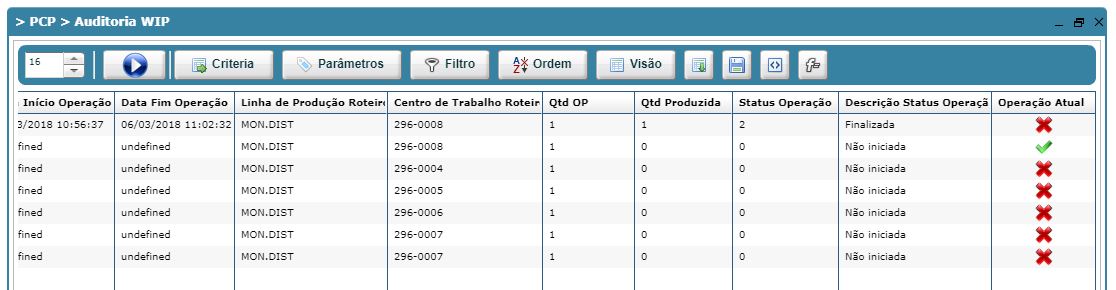 > PCP > Auditoria WIP
16 Criteria Parâmetros Filtro Ordem Visão
Início Operação Data Fim Operação Linha de Produção Roteiro Centro de Trabalho Roteiro Qtd OP Qtd Produzida Status Operação Descrição Status Operaçã Operação Atual
3/2018 10:56:37 06/03/2018 11:02:32 MON.DIST 296-0008 1 1 2 Finalizada
fined undefined MON.DIST 296-0008 1 0 0 Não iniciada
fined undefined MON.DIST 296-0004 1 0 0 Não iniciada
fined undefined MON.DIST 296-0005 1 0 0 Não iniciada
fined undefined MON.DIST 296-0006 1 0 0 Não iniciada
fined undefined MON.DIST 296-0007 1 0 0 Não iniciada
fined undefined MON.DIST 296-0007 1 0 0 Não iniciada